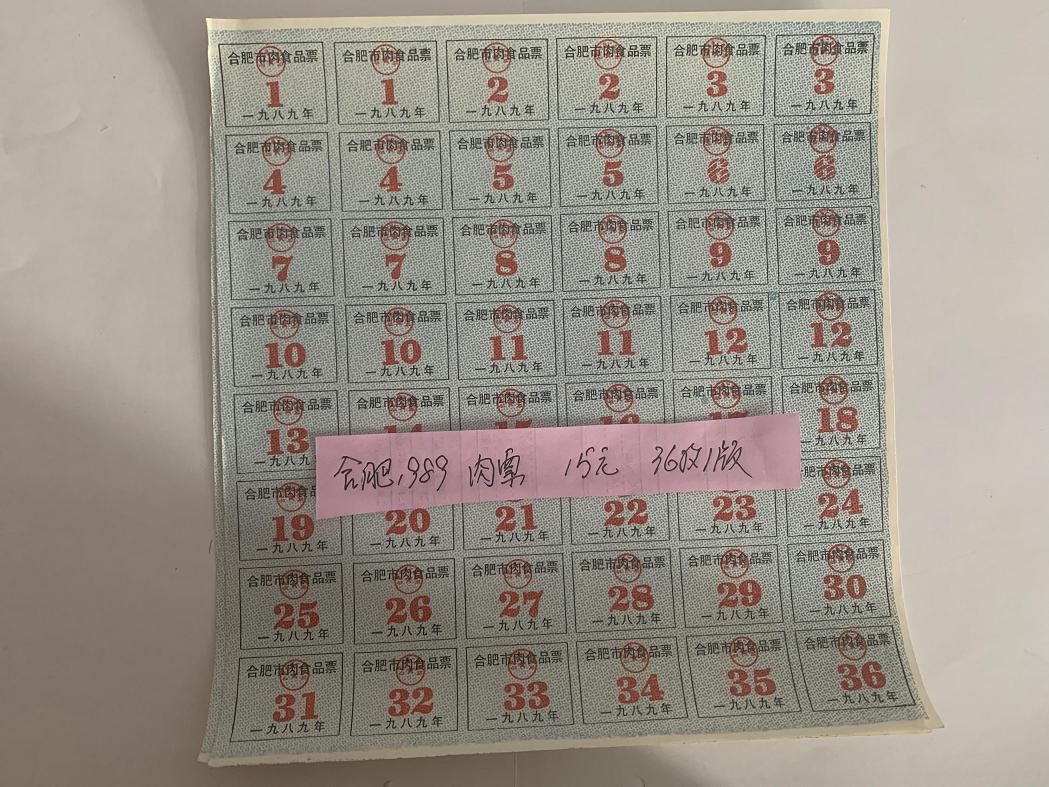 合肥市肉食品票 合肥市肉食品票 合肥市肉食品票 合肥市肉食品票 合肥市肉食品票 合肥市肉食品票
1 1 2 2 3 3
一九八九年 一九八九年 一九八九年 一九八九年 一九八九年 一九八九年
合肥市肉食品票 合肥市肉食品票 合肥市肉食品票 合肥市肉食品票 合肥市肉食品票 合肥市肉食品票
4 4 5 5 6 6
一九八九年 一九八九年 一九八九年 一九八九年 一九八九年 一九八九年
合肥市肉食品票 合肥市肉食品票 合肥市肉食品票 合肥市肉食品票 合肥市肉食品票 合肥市肉食品票
7 7 8 8 9 9
一九八九年 一九八九年 一九八九年 一九八九年 一九八九年 一九八九年
合肥市肉食品票 合肥市肉食品票 合肥市肉食品票 合肥市肉食品票 合肥市肉食品票 合肥市肉食品票
10 10 11 11 12 12
一九八九年 一九八九年 一九八九年 一九八九年 一九八九年 一九八九年
合肥市肉食品票 合肥市肉食品票 合肥市肉食品票 合肥市肉食品票 合肥市肉食品票 合肥市肉食品票
13 14 15 16 18
一九八九 九八九年
合肥1989 肉票 15元 36枚1版
合肥市肉食品 合肥市肉食品票
19 20 21 22 23 24
一九八九年 一九八九年 一九八九年 一九八九年 一九八九年 一九八九年
合肥市肉食品票 合肥市肉食品票 合肥市肉食品票 合肥市肉食品票 合肥市肉食品票 合肥市肉食品票
25 26 27 28 29 30
一九八九年 一九八九年 一九八九年 一九八九年 一九八九年 一九八九年
合肥市肉食品票 合肥市肉食品票 合肥市肉食品票 合肥市肉食品票 合肥市肉食品票 合肥市肉食品票
31 32 33 34 35 36
一九八九年 一九八九年 一九八九年 一九八九年 一九八九年 一九八九年